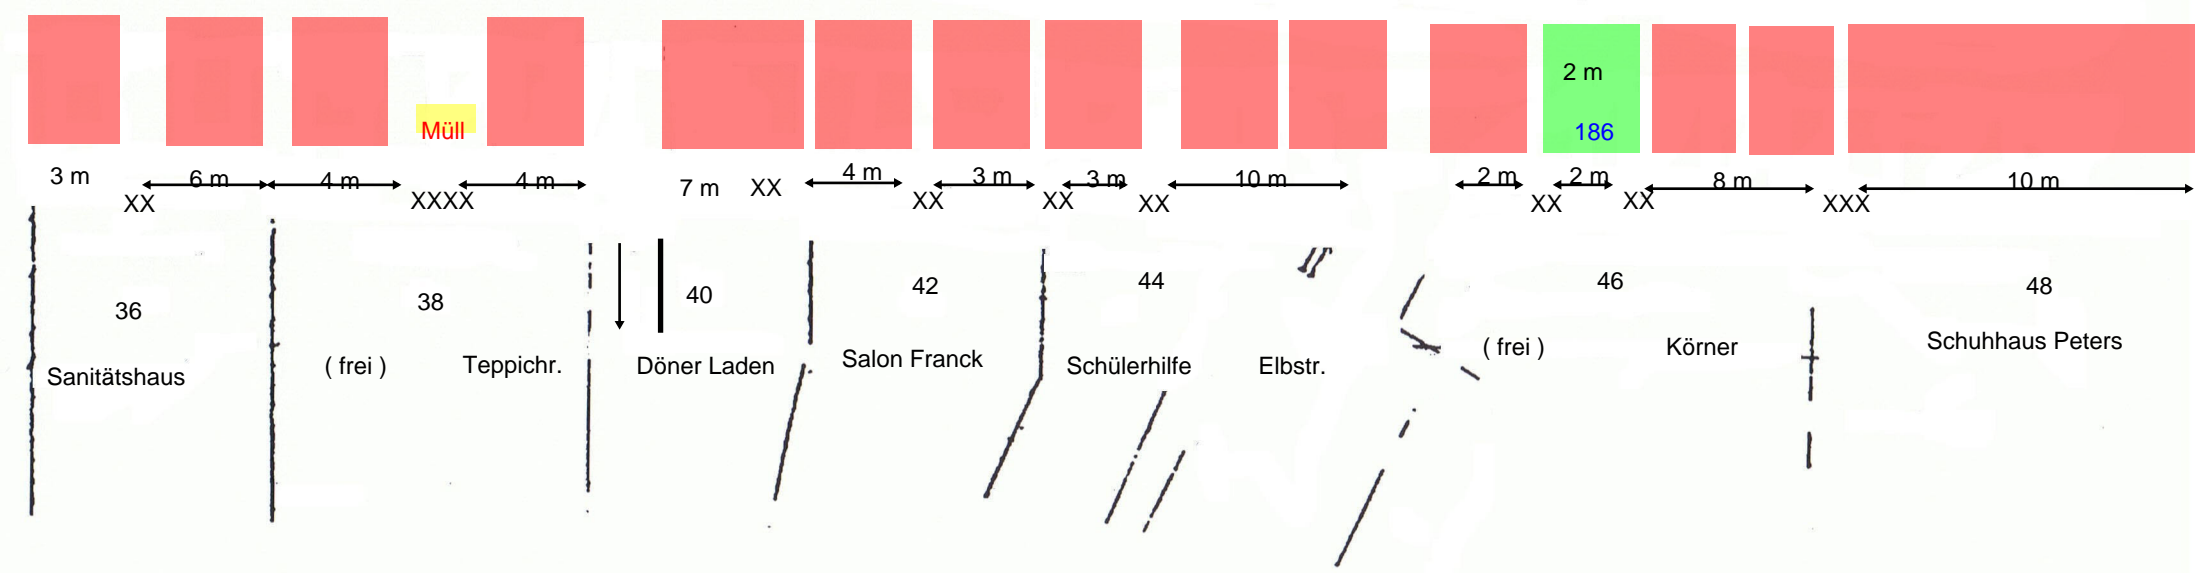 2 m
Müll
186
3 m
6 m
4 m
4 m
7 m
XX
4 m
3 m
3 m
10 m
2 m
2 m
8 m
10 m
XX
XXXX
XX
XX
XX
XX
XX
XXX
36
38
40
42
44
46
48
Sanitätshaus
( frei )
Teppichr.
Döner Laden
Salon Franck
Schülerhilfe
Elbstr.
( frei )
Körner
Schuhhaus Peters